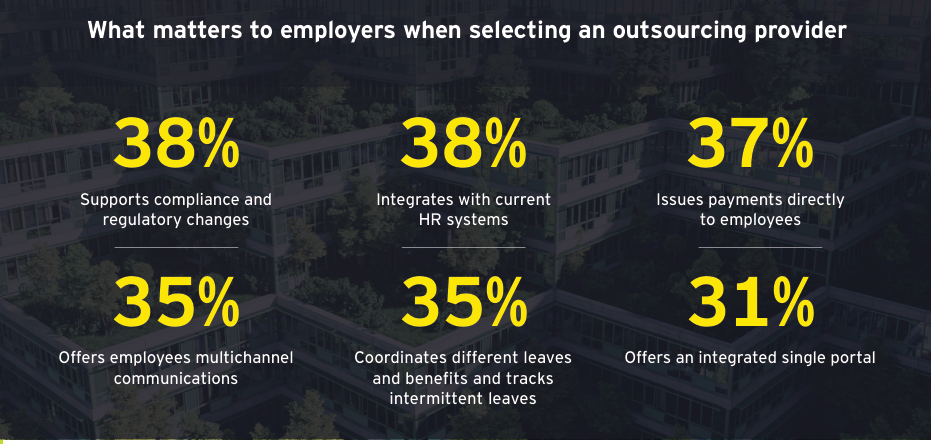 What matters to employers when selecting an outsourcing provider
38%
Supports compliance and
regulatory changes
38%
Integrates with current
HR systems
37%
Issues payments directly
to employees
35%
Offers employees multichannel
communications
35%
Coordinates different leaves
and benefits and tracks
intermittent leaves
31%
Offers an integrated single portal